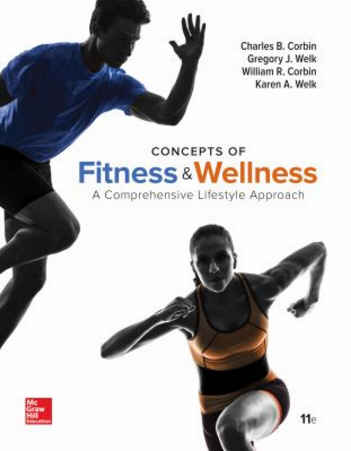 Charles B. Corbin
Gregory J. Welk
William R. Corbin
Karen A. Welk
CONCEPTS OF
Fitness & Wellness
A Comprehensive Lifestyle Approach
Mc
Graw
Hill
Education
11e